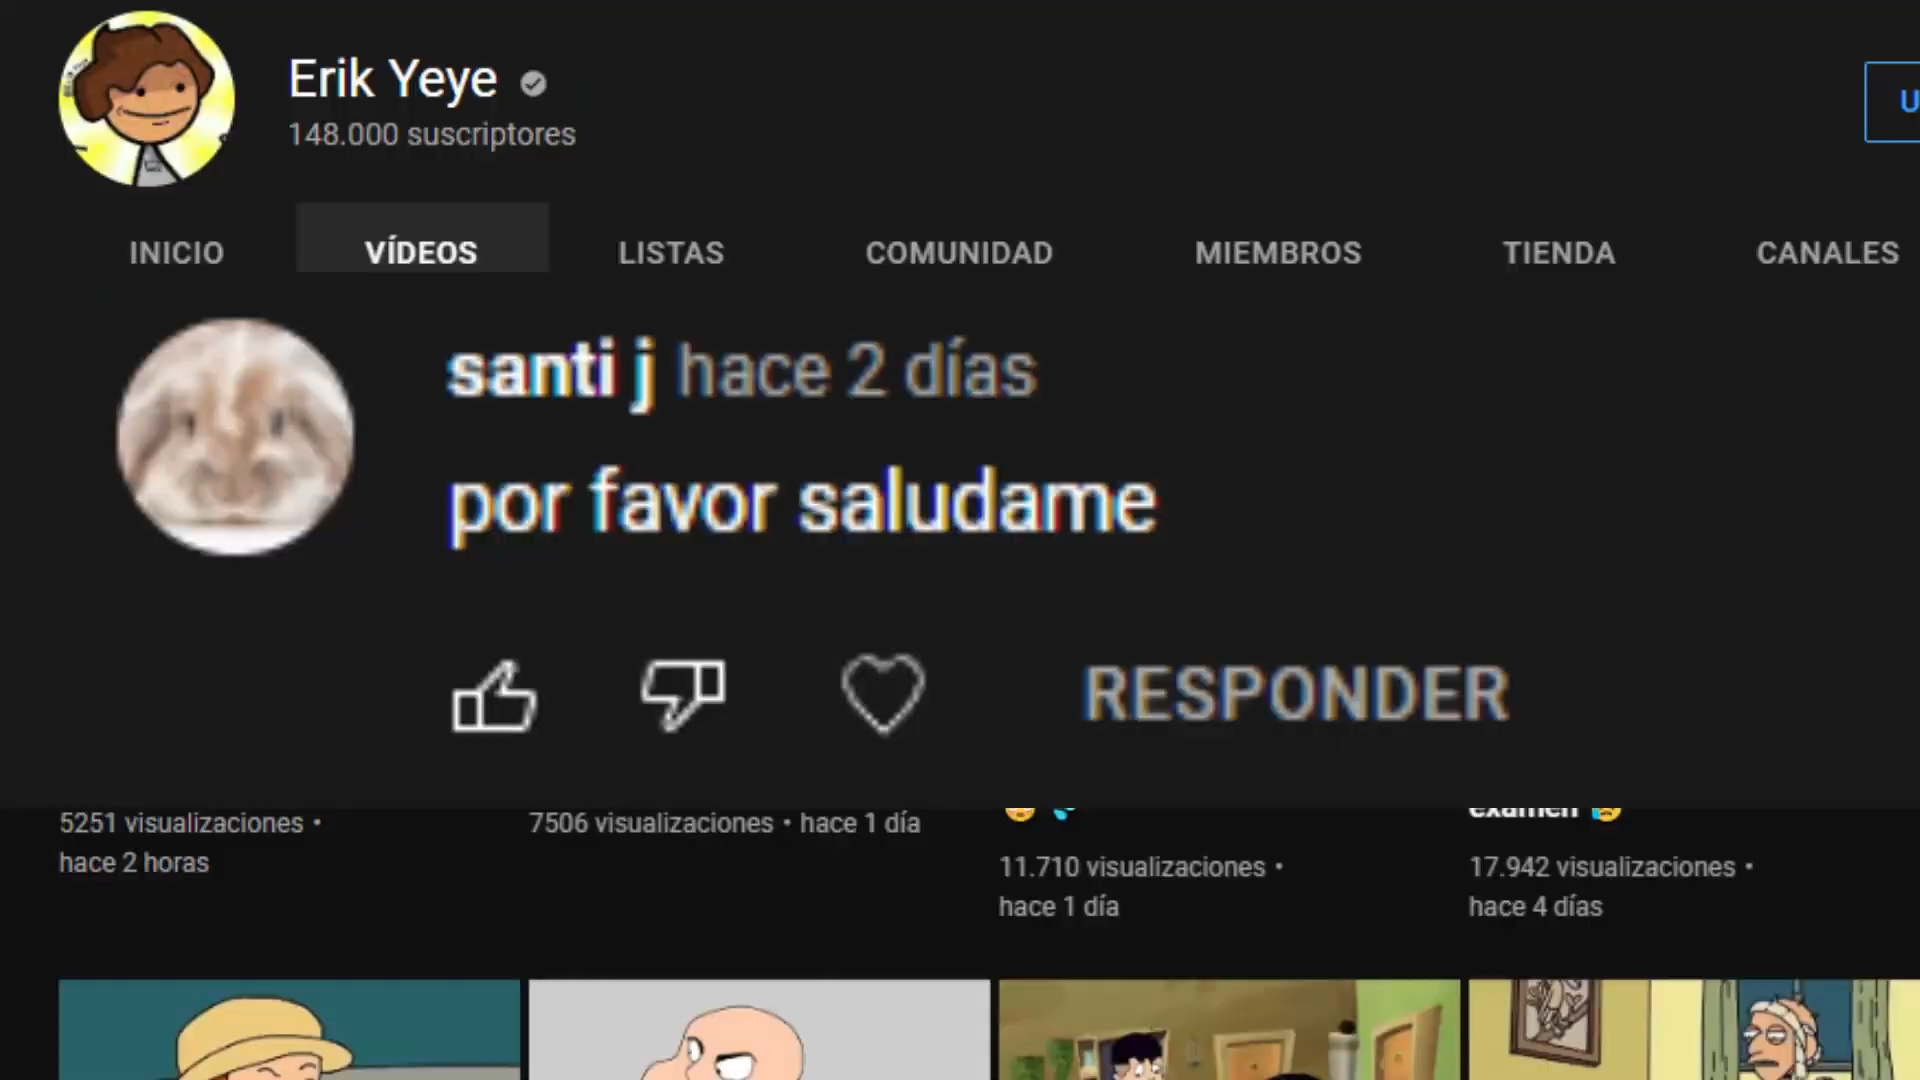 Erik Yeye
148.000 suscriptores
U
INICIO VÍDEOS LISTAS COMUNIDAD MIEMBROS TIENDA CANALES
santi j hace 2 días
por favor saludame
RESPONDER
examen
5251 visualizaciones •
hace 2 horas
7506 visualizaciones • hace 1 día
11.710 visualizaciones •
hace 1 día
17.942 visualizaciones •
hace 4 días